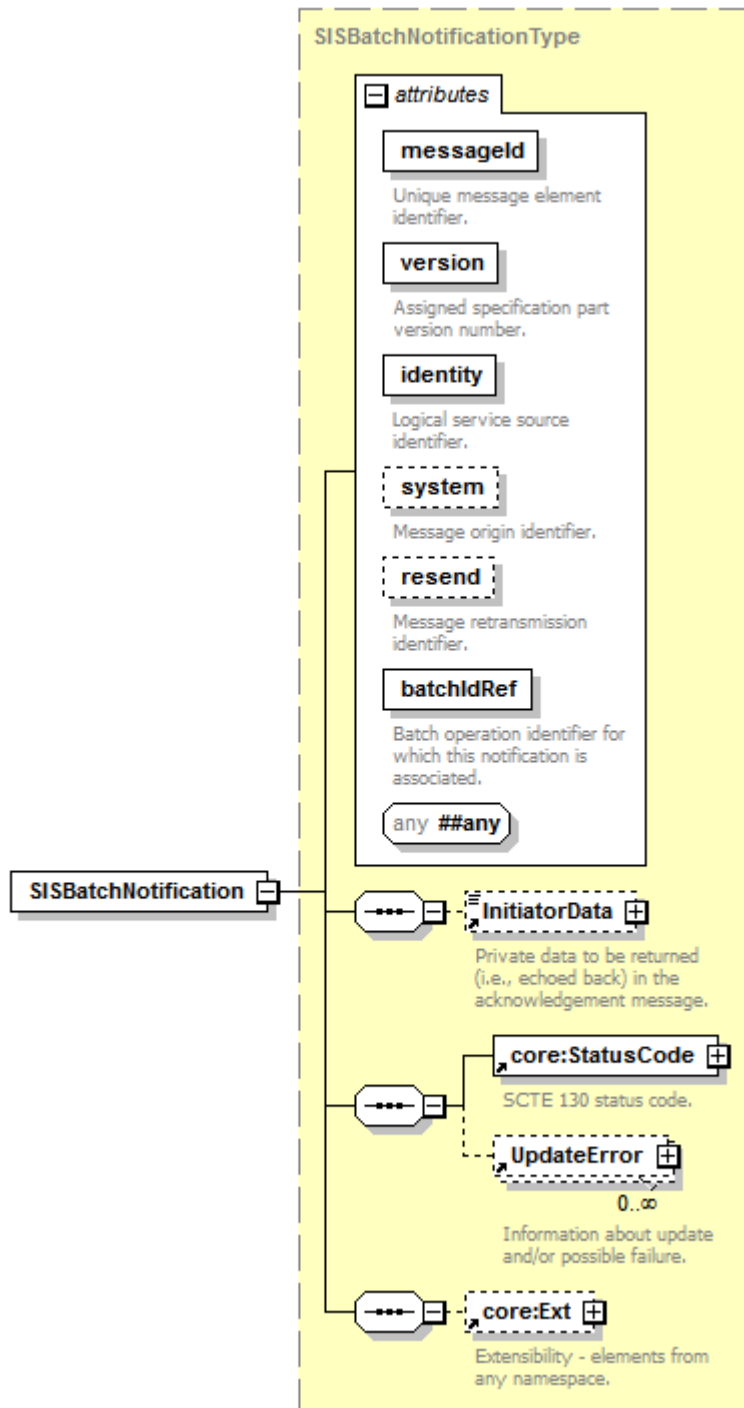 SISBatchNotificationType
attributes
messageId
Unique message element
identifier.
version
Assigned specification part
version number.
identity
Logical service source
identifier.
system
Message origin identifier.
resend
Message retransmission
identifier.
batchIdRef
Batch operation identifier for
which this notification is
associated.
any ##any
SISBatchNotification
InitiatorData
Private data to be returned
(i.e., echoed back) in the
acknowledgement message.
core:StatusCode
SCTE 130 status code.
UpdateError
0..∞
Information about update
and/or possible failure.
core:Ext
Extensibility - elements from
any namespace.